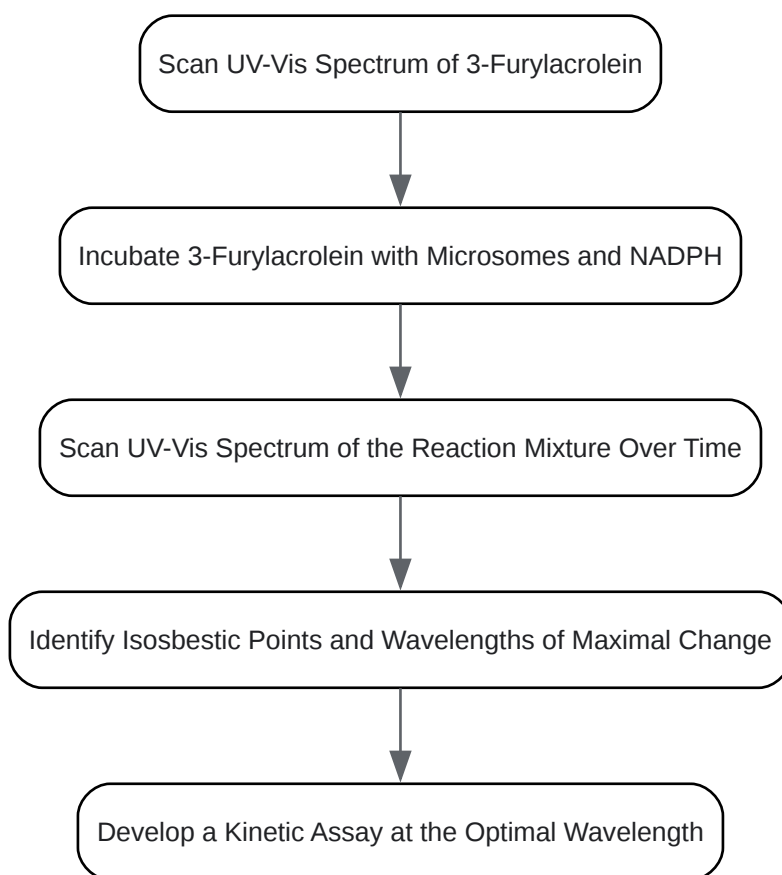 Scan UV-Vis Spectrum of 3-Furylacrolein
Incubate 3-Furylacrolein with Microsomes and NADPH
Scan UV-Vis Spectrum of the Reaction Mixture Over Time
Identify Isosbestic Points and Wavelengths of Maximal Change
Develop a Kinetic Assay at the Optimal Wavelength